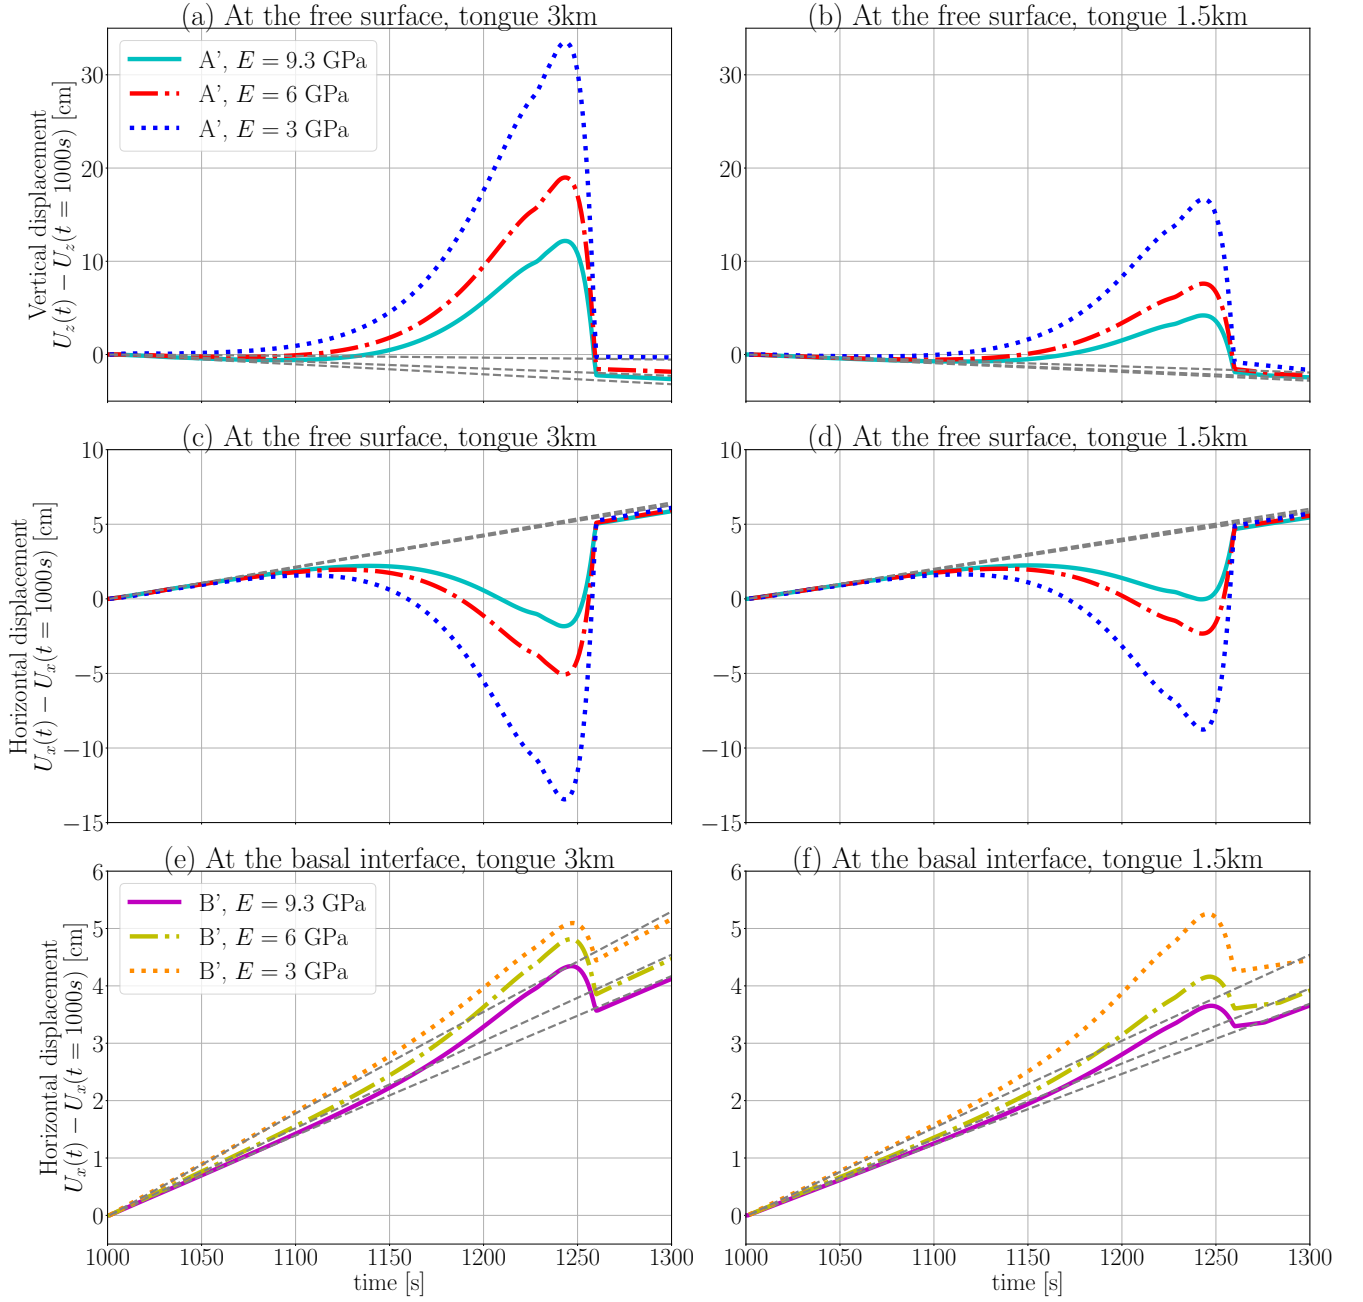 (a) At the free surface, tongue 3km
(b) At the free surface, tongue 1.5km
A', E = 9.3 GPa
A', E = 6 GPa
A', E = 3 GPa
Vertical displacement
U_z(t) − U_z(t = 1000s) [cm]
30
20
10
0
30
20
10
0
(c) At the free surface, tongue 3km
(d) At the free surface, tongue 1.5km
Horizontal displacement
U_x(t) − U_x(t = 1000s) [cm]
10
5
0
−5
−10
−15
10
5
0
−5
−10
−15
(e) At the basal interface, tongue 3km
(f) At the basal interface, tongue 1.5km
B', E = 9.3 GPa
B', E = 6 GPa
B', E = 3 GPa
Horizontal displacement
U_x(t) − U_x(t = 1000s) [cm]
6
5
4
3
2
1
0
6
5
4
3
2
1
0
1000 1050 1100 1150 1200 1250 1300
1000 1050 1100 1150 1200 1250 1300
time [s]
time [s]